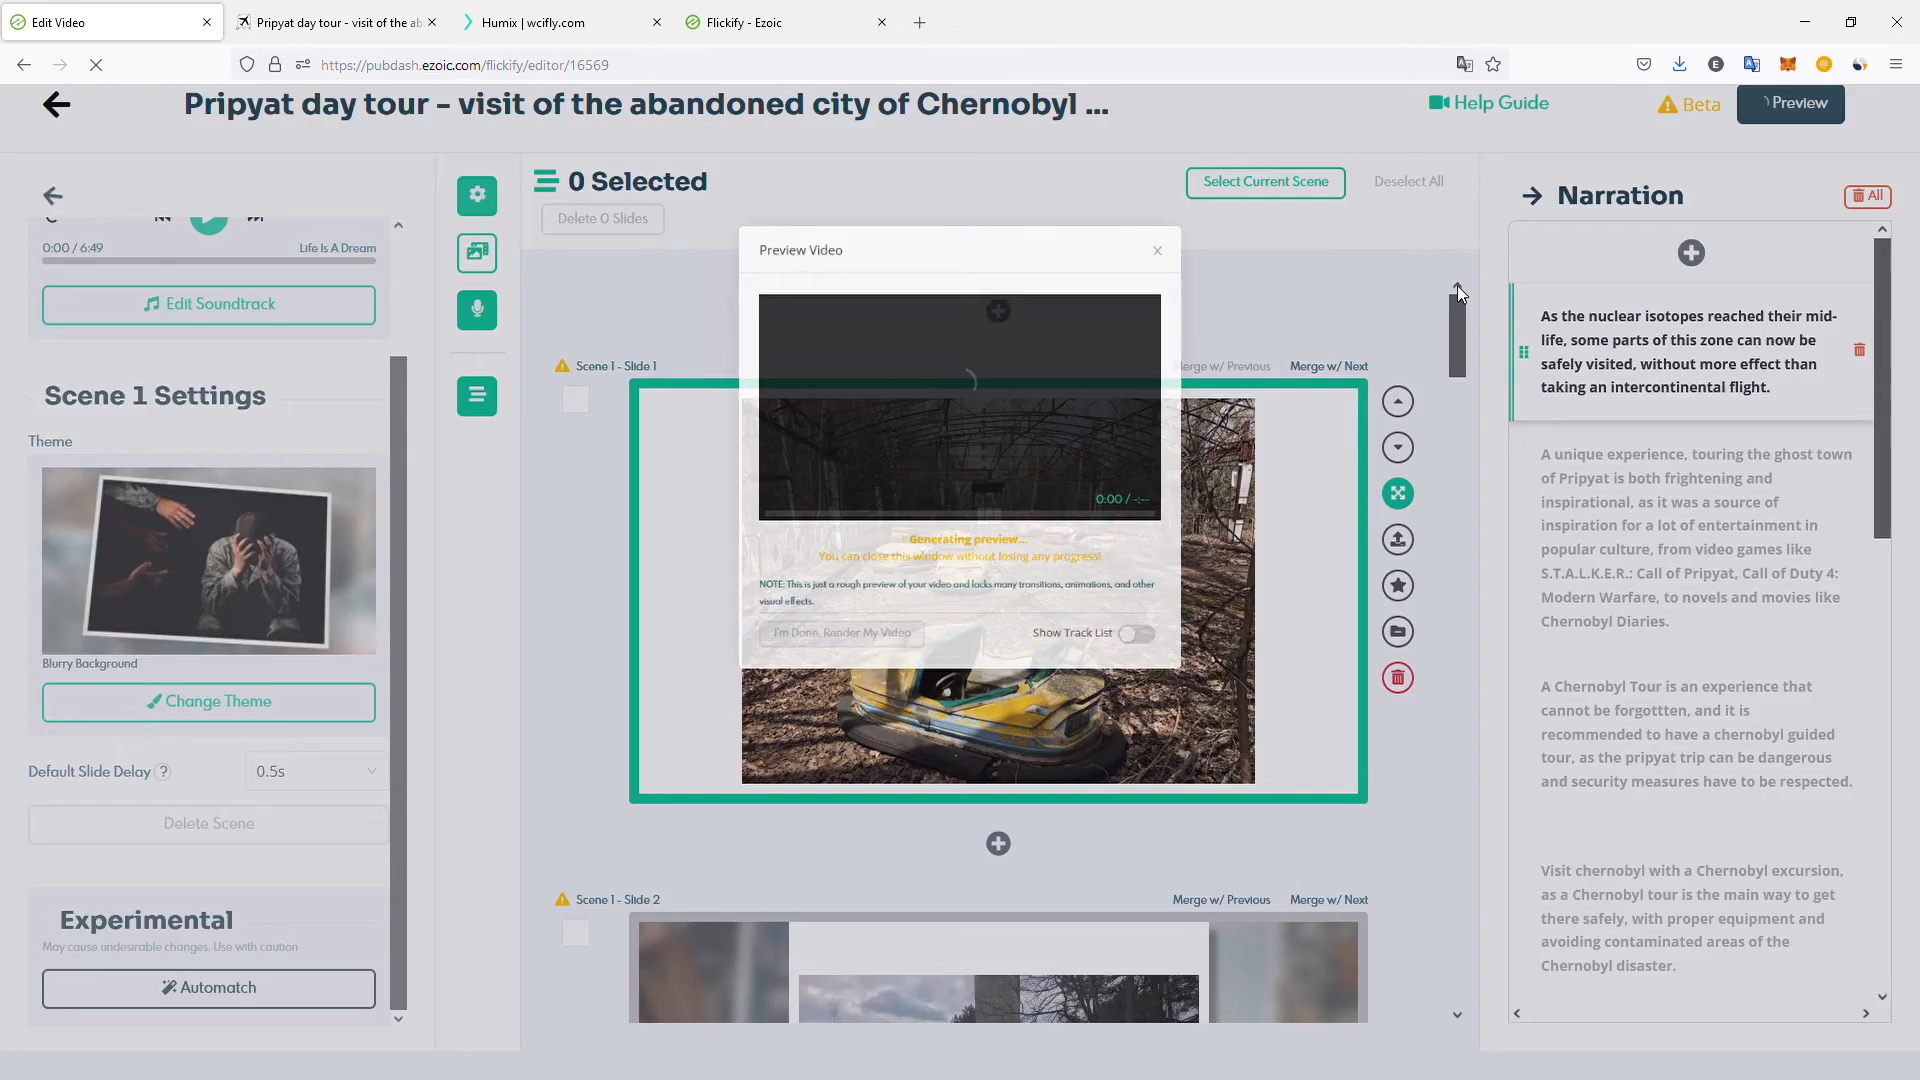 Edit Video
Pripyat day tour - visit of the ab
Humix | wcifly.com
Flickify - Ezoic
https://pubdash.ezoic.com/flickify/editor/16569
Pripyat day tour - visit of the abandoned city of Chernobyl ...
Help Guide
Beta
Preview
0:00 / 6:49
Life Is A Dream
Edit Soundtrack
Scene 1 Settings
Theme
Blurry Background
Change Theme
Default Slide Delay ?
0.5s
Delete Scene
Experimental
May cause undesirable changes. Use with caution
Automatch
0 Selected
Select Current Scene
Deselect All
Delete 0 Slides
Scene 1 - Slide 1
Merge w/ Previous
Merge w/ Next
Preview Video
0:00 / -:--
Generating preview...
You can close this window without losing any progress!
NOTE: This is just a rough preview of your video and lacks many transitions, animations, and other
visual effects.
I'm Done, Render My Video
Show Track List
Scene 1 - Slide 2
Merge w/ Previous
Merge w/ Next
Narration
All
As the nuclear isotopes reached their mid-
life, some parts of this zone can now be
safely visited, without more effect than
taking an intercontinental flight.
A unique experience, touring the ghost town
of Pripyat is both frightening and
inspirational, as it was a source of
inspiration for a lot of entertainment in
popular culture, from video games like
S.T.A.L.K.E.R.: Call of Pripyat, Call of Duty 4:
Modern Warfare, to novels and movies like
Chernobyl Diaries.
A Chernobyl Tour is an experience that
cannot be forgottten, and it is
recommended to have a chernobyl guided
tour, as the pripyat trip can be dangerous
and security measures have to be respected.
Visit chernobyl with a Chernobyl excursion,
as a Chernobyl tour is the main way to get
there safely, with proper equipment and
avoiding contaminated areas of the
Chernobyl disaster.